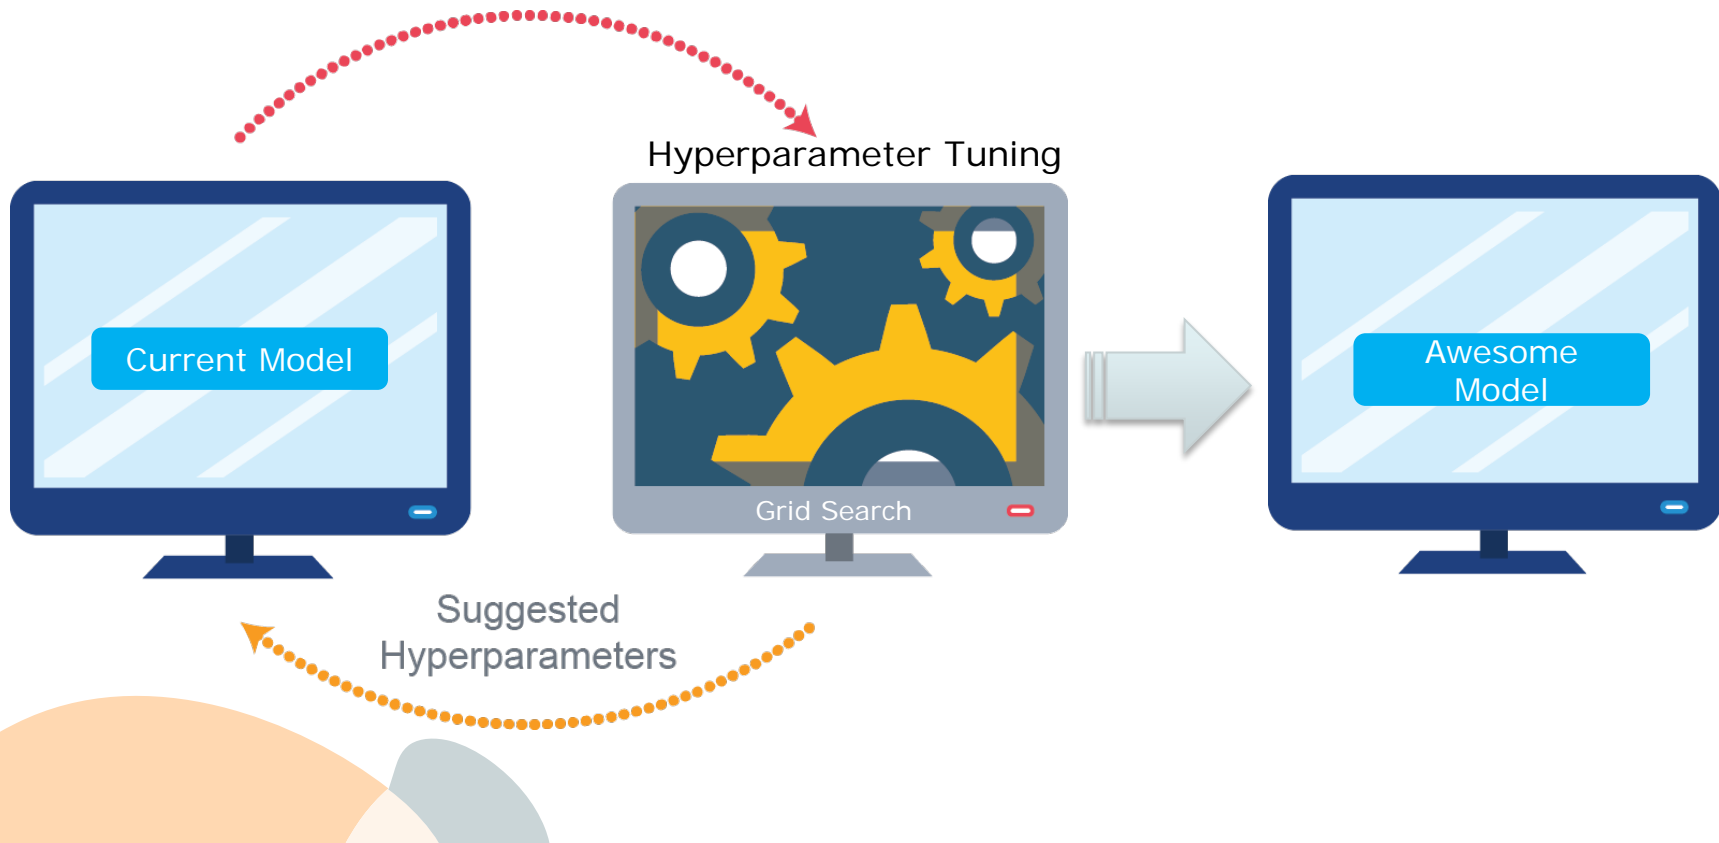 Hyperparameter Tuning
Current Model
Awesome
Model
Grid Search
Suggested
Hyperparameters